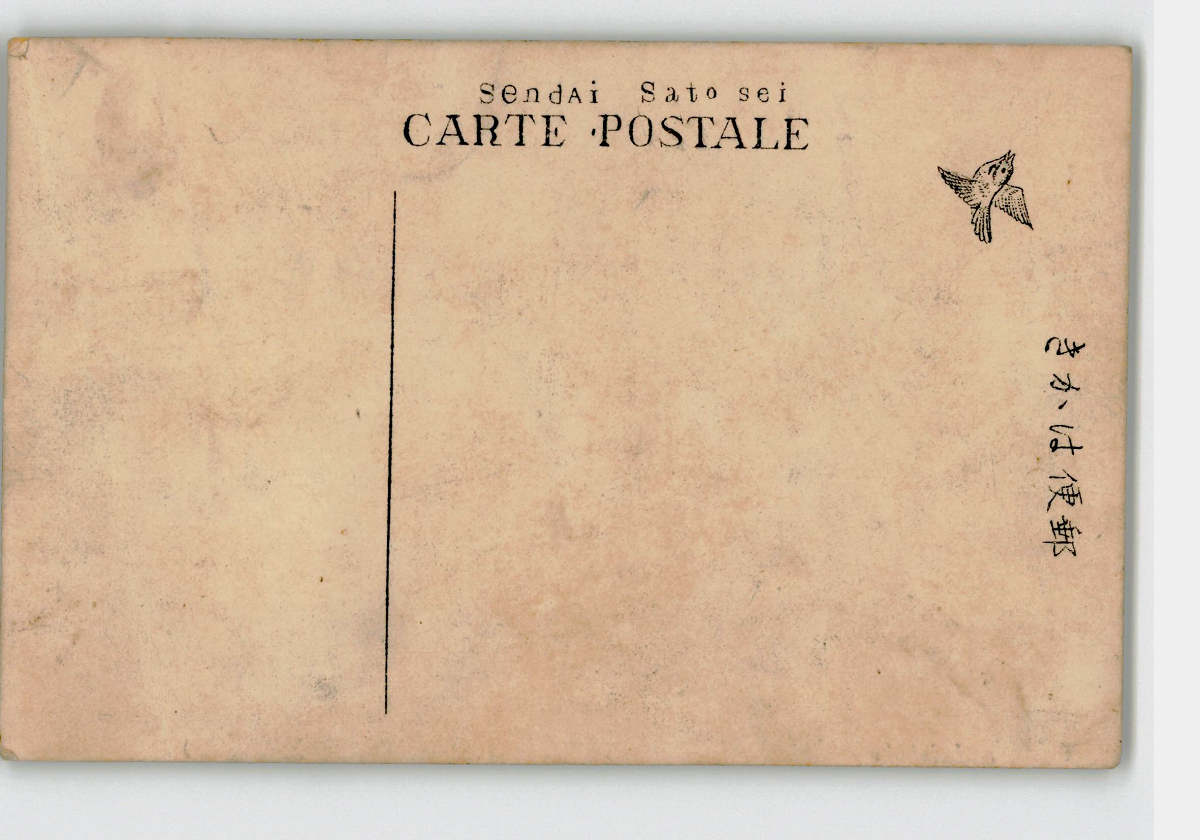 Sendai Sato sei
CARTE POSTALE
郵便はかき